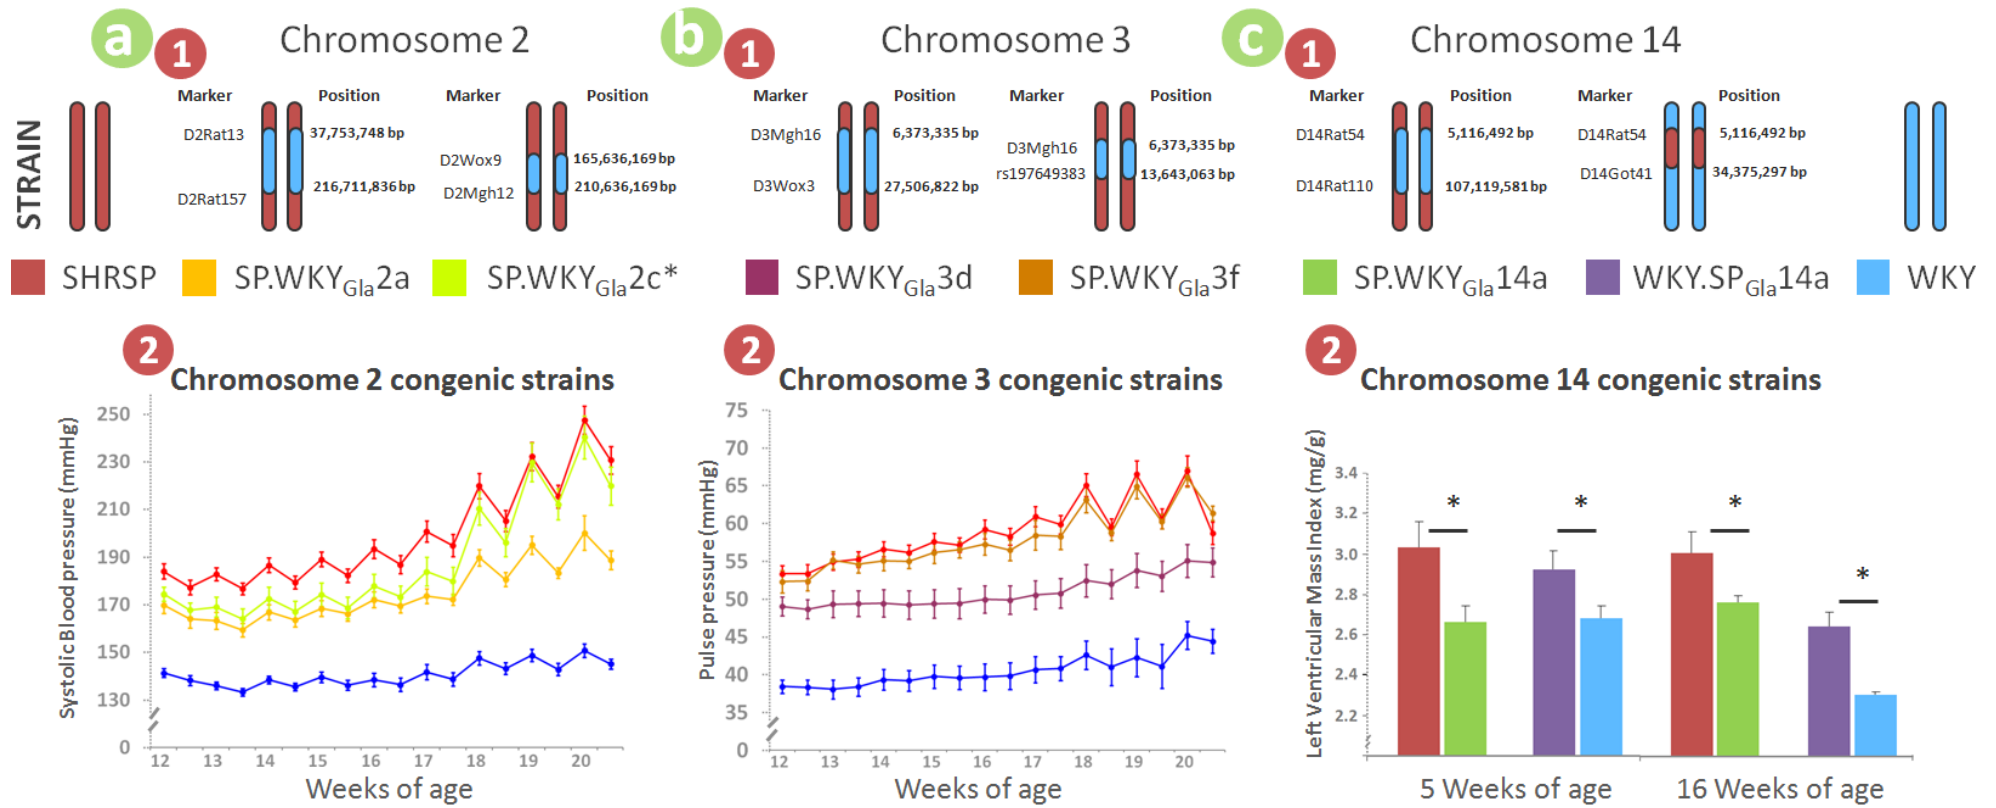 a 1 Chromosome 2
b 1 Chromosome 3
c 1 Chromosome 14
STRAIN
Marker Position
D2Rat13 37,753,748 bp
D2Rat157 216,711,836 bp
Marker Position
D2Wox9 165,636,169 bp
D2Mgh12 210,636,169 bp
Marker Position
D3Mgh16 6,373,335 bp
D3Wox3 27,506,822 bp
Marker Position
D3Mgh16 6,373,335 bp
rs197649383 13,643,063 bp
Marker Position
D14Rat54 5,116,492 bp
D14Rat110 107,119,581 bp
Marker Position
D14Rat54 5,116,492 bp
D14Got41 34,375,297 bp
SHRSP SP.WKYGla2a SP.WKYGla2c* SP.WKYGla3d SP.WKYGla3f SP.WKYGla14a WKY.SPGla14a WKY
2
Chromosome 2 congenic strains
Systolic Blood pressure (mmHg)
250
230
210
190
170
150
130
0
12 13 14 15 16 17 18 19 20
Weeks of age
2
Chromosome 3 congenic strains
Pulse pressure (mmHg)
75
70
65
60
55
50
45
40
35
0
12 13 14 15 16 17 18 19 20
Weeks of age
2
Chromosome 14 congenic strains
Left Ventricular Mass Index (mg/g)
3.4
3.2
3.0
2.8
2.6
2.4
2.2
* * * *
5 Weeks of age 16 Weeks of age